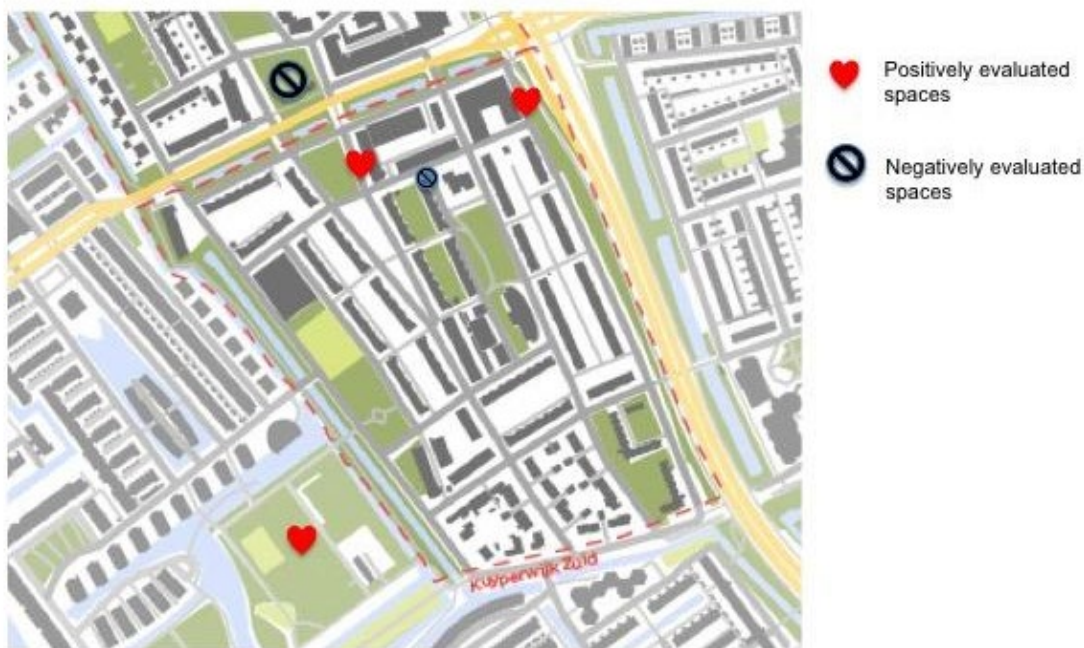 Positively evaluated
spaces
Negatively evaluated
spaces
Kuyperwijk Zuid